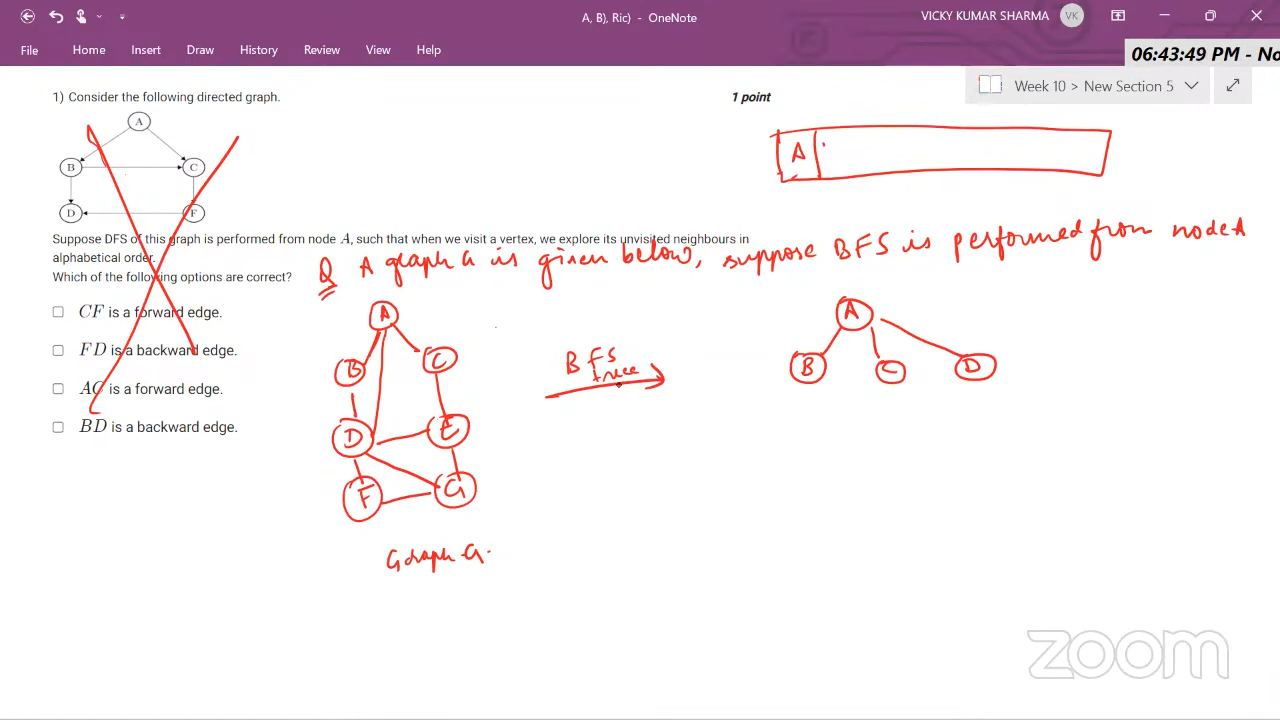 A, B), Ric) - OneNote
VICKY KUMAR SHARMA VK
File Home Insert Draw History Review View Help
06:43:49 PM - No
Week 10 > New Section 5
1) Consider the following directed graph.
1 point
A
B C
D F
A
Suppose DFS of this graph is performed from node A, such that when we visit a vertex, we explore its unvisited neighbours in
alphabetical order.
Which of the following options are correct?
Q A graph G is given below, suppose BFS is performed from node A
CF is a forward edge.
FD is a backward edge.
AC is a forward edge.
BD is a backward edge.
A
B C
D E
F G
Graph G.
BFS
tree
A
B C D
zoom